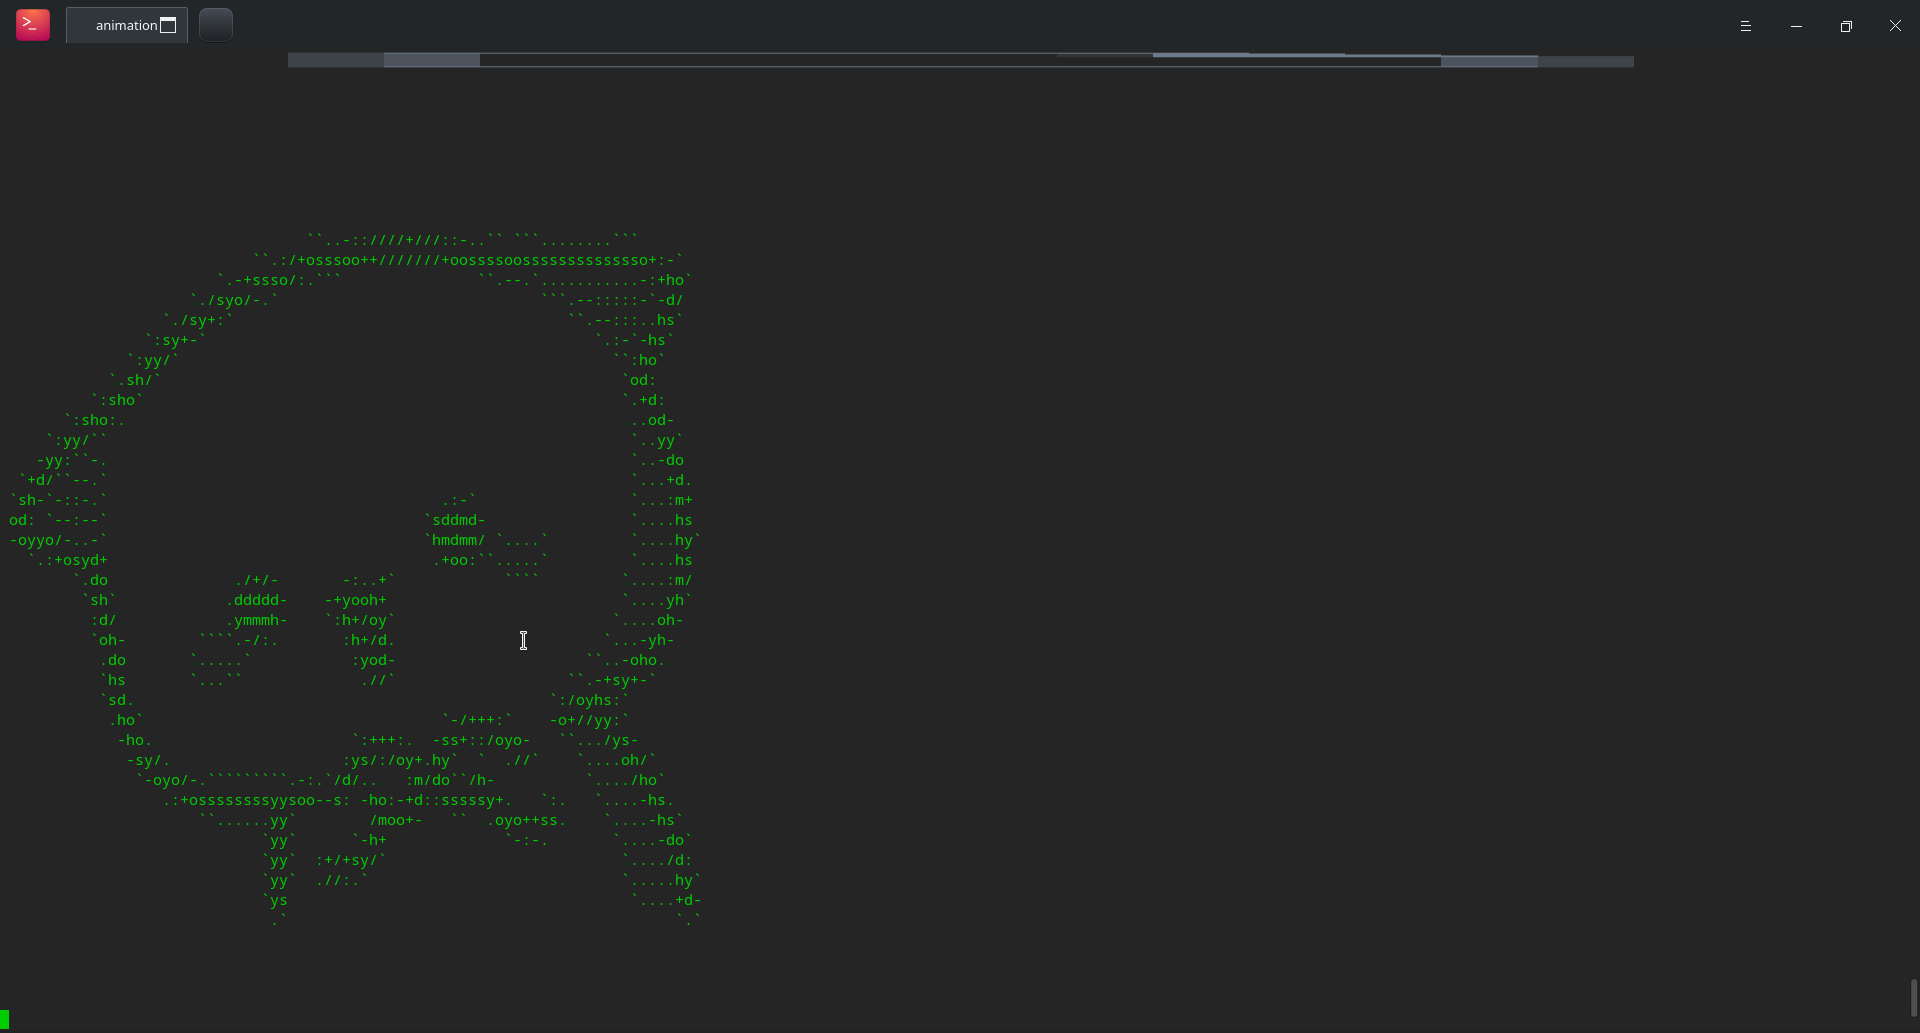 animation
``..-::////+///::-..`` ```........```
``.:/+osssoo++///////+oossssoossssssssssssso+:-`
`.-+ssso/:.``` ``.--.`...........-:+ho`
`./syo/-.` ```.--:::::-`-d/
`./sy+:` ``.--:::..hs`
`:sy+-` `.:-`-hs`
`:yy/` ``:ho`
`.sh/` `od:
`:sho` `.+d:
`:sho:. ..od-
`:yy/`` `..yy`
-yy:``-. `..-do
`+d/``--.` `...+d.
`sh-`-::-.` .:-` `...:m+
od: `--:--` `sddmd- `....hs
-oyyo/-..-` `hmdmm/ `....` `....hy`
`.:+osyd+ .+oo:``.....` `....hs
`.do ./+/- -:..+` ```` `....:m/
`sh` .ddddd- -+yooh+ `....yh`
:d/ .ymmmh- `:h+/oy` `....oh-
`oh- ````.-/:. :h+/d. `...-yh-
.do `.....` :yod- ``..-oho.
`hs `...`` .//` ``.-+sy+-`
`sd. `:/oyhs:`
.ho` `-/+++:` -o+//yy:`
-ho. `:+++:. -ss+::/oyo- ``.../ys-
-sy/. :ys/:/oy+.hy` ` .//` `....oh/`
`-oyo/-.`````````.-:.`/d/.. :m/do``/h- `..../ho`
.:+ossssssssyysoo--s: -ho:-+d::sssssy+. `:. `....-hs.
``......yy` /moo+- `` .oyo++ss. `....-hs`
`yy` `-h+ `-:-. `....-do`
`yy` :+/+sy/` `..../d:
`yy` .//:.` `.....hy`
`ys `....+d-
.` `.`